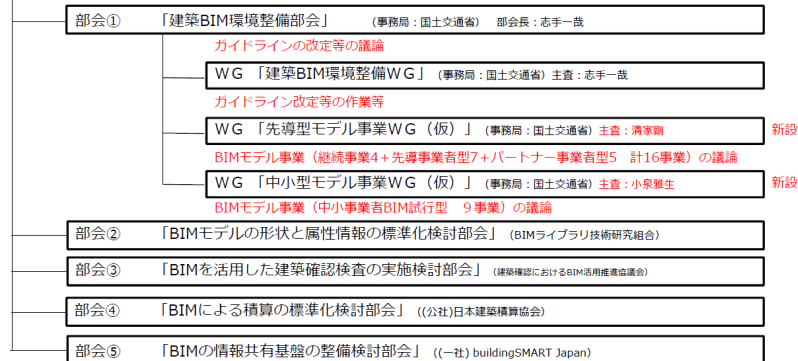 部会① 「建築BIM環境整備部会」 （事務局：国土交通省） 部会長：志手一哉
ガイドラインの改定等の議論
ＷＧ 「建築BIM環境整備ＷＧ」（事務局：国土交通省）主査：志手一哉
ガイドライン改定等の作業等
ＷＧ 「先導型モデル事業ＷＧ（仮）」（事務局：国土交通省）主査：清家剛 新設
BIMモデル事業（継続事業4＋先導事業者型7＋パートナー事業者型5 計16事業）の議論
ＷＧ 「中小型モデル事業ＷＧ（仮）」（事務局：国土交通省）主査：小泉雅生 新設
BIMモデル事業（中小事業者BIM試行型 ９事業）の議論
部会② 「BIMモデルの形状と属性情報の標準化検討部会」（BIMライブラリ技術研究組合）
部会③ 「BIMを活用した建築確認検査の実施検討部会」（建築確認におけるBIM活用推進協議会）
部会④ 「BIMによる積算の標準化検討部会」（(公社)日本建築積算協会）
部会⑤ 「BIMの情報共有基盤の整備検討部会」（(一社) buildingSMART Japan）